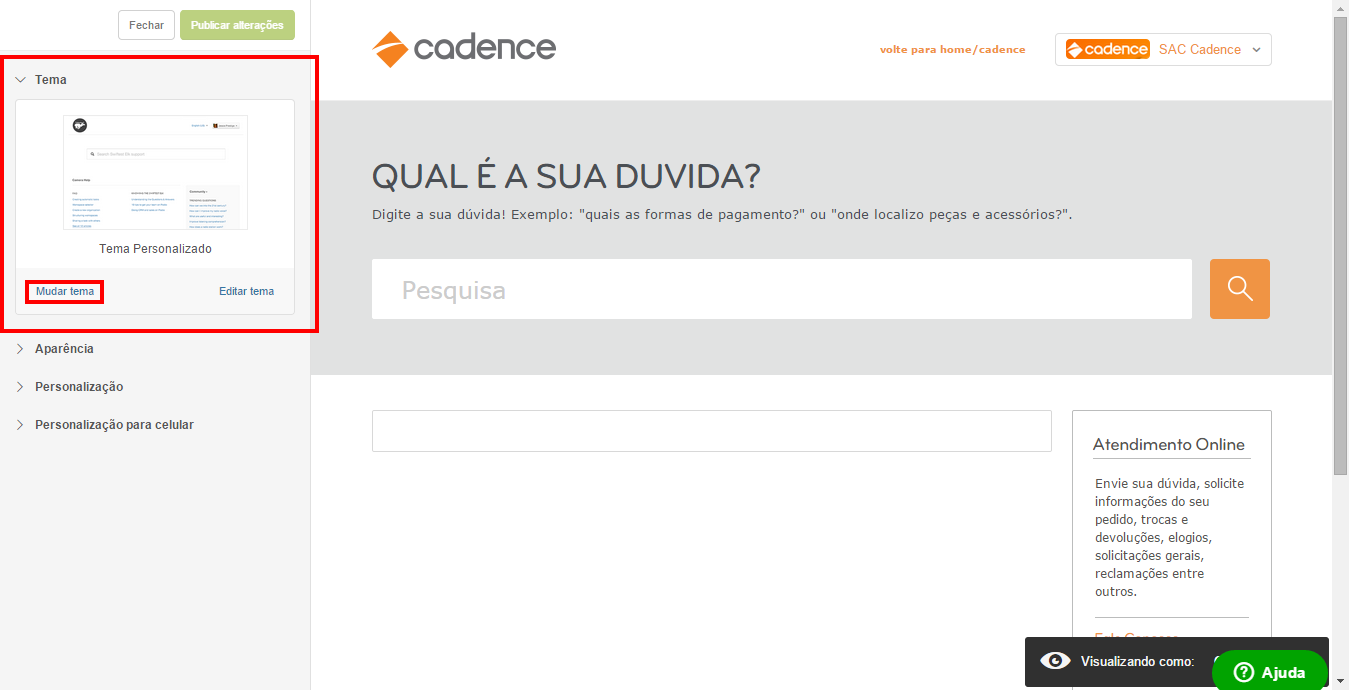 Fechar
Publicar alterações
cadence
volte para home/cadence
cadence
SAC Cadence
Tema
Tema Personalizado
Mudar tema
Editar tema
Aparência
Personalização
Personalização para celular
QUAL É A SUA DUVIDA?
Digite a sua dúvida! Exemplo: "quais as formas de pagamento?" ou "onde localizo peças e acessórios?".
Pesquisa
Atendimento Online
Envie sua dúvida, solicite
informações do seu
pedido, trocas e
devoluções, elogios,
solicitações gerais,
reclamações entre
outros.
Visualizando como:
Ajuda